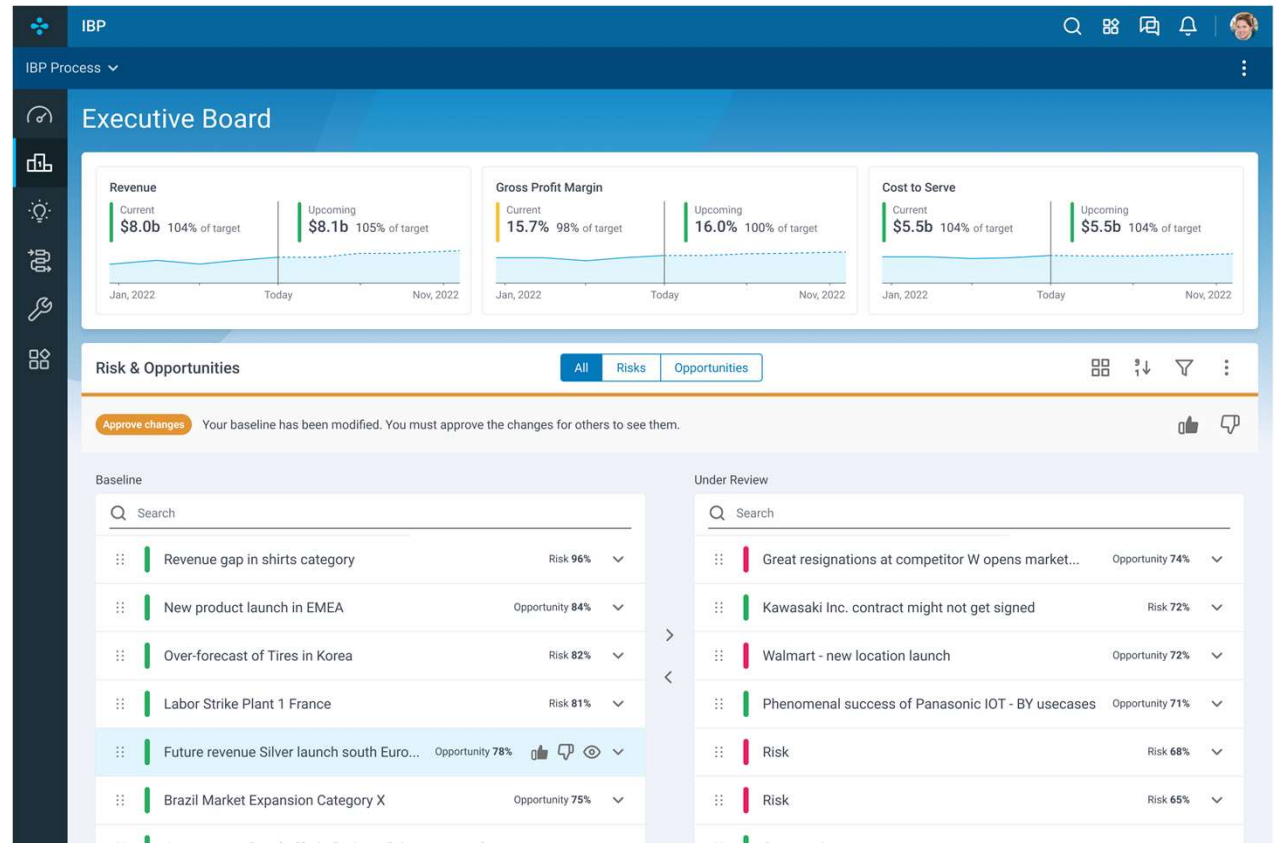 IBP
IBP Process
Executive Board
Revenue
Current
$8.0b 104% of target
Upcoming
$8.1b 105% of target
Jan, 2022 Today Nov, 2022
Gross Profit Margin
Current
15.7% 98% of target
Upcoming
16.0% 100% of target
Jan, 2022 Today Nov, 2022
Cost to Serve
Current
$5.5b 104% of target
Upcoming
$5.5b 104% of target
Jan, 2022 Today Nov, 2022
Risk & Opportunities
All Risks Opportunities
Approve changes Your baseline has been modified. You must approve the changes for others to see them.
Baseline
Search
Revenue gap in shirts category Risk 96%
New product launch in EMEA Opportunity 84%
Over-forecast of Tires in Korea Risk 82%
Labor Strike Plant 1 France Risk 81%
Future revenue Silver launch south Euro... Opportunity 78%
Brazil Market Expansion Category X Opportunity 75%
Under Review
Search
Great resignations at competitor W opens market... Opportunity 74%
Kawasaki Inc. contract might not get signed Risk 72%
Walmart - new location launch Opportunity 72%
Phenomenal success of Panasonic IOT - BY usecases Opportunity 71%
Risk Risk 68%
Risk Risk 65%